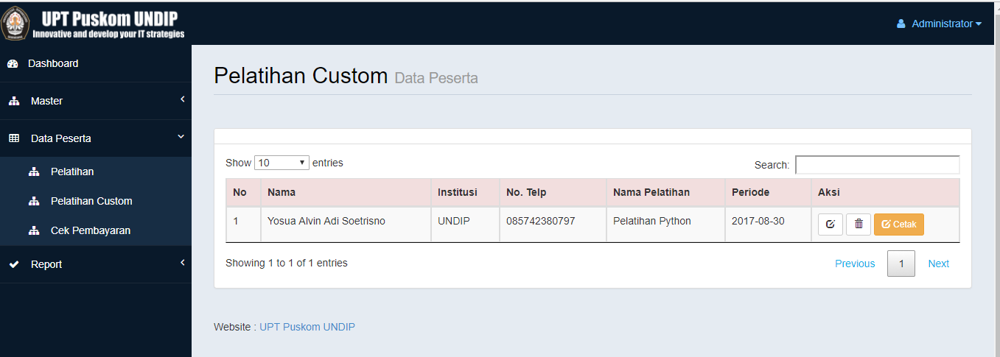 UPT Puskom UNDIP
Innovative and develop your IT strategies
Administrator
Dashboard
Master
Data Peserta
Pelatihan
Pelatihan Custom
Cek Pembayaran
Report
Pelatihan Custom Data Peserta
Show 10 entries
Search:
No Nama Institusi No. Telp Nama Pelatihan Periode Aksi
1 Yosua Alvin Adi Soetrisno UNDIP 085742380797 Pelatihan Python 2017-08-30 Cetak
Showing 1 to 1 of 1 entries
Previous 1 Next
Website : UPT Puskom UNDIP